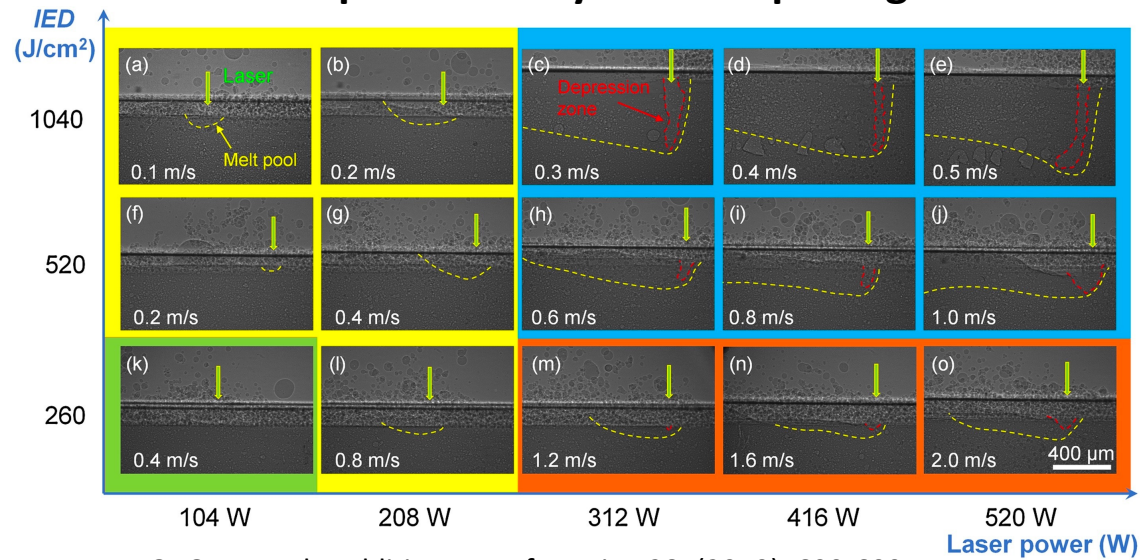 IED
(J/cm²)
1040
(a)
Laser
Melt pool
0.1 m/s
(b)
0.2 m/s
(c)
Depression
zone
0.3 m/s
(d)
0.4 m/s
(e)
0.5 m/s
520
(f)
0.2 m/s
(g)
0.4 m/s
(h)
0.6 m/s
(i)
0.8 m/s
(j)
1.0 m/s
260
(k)
0.4 m/s
(l)
0.8 m/s
(m)
1.2 m/s
(n)
1.6 m/s
(o)
2.0 m/s
400 µm
104 W
208 W
312 W
416 W
520 W
Laser power (W)